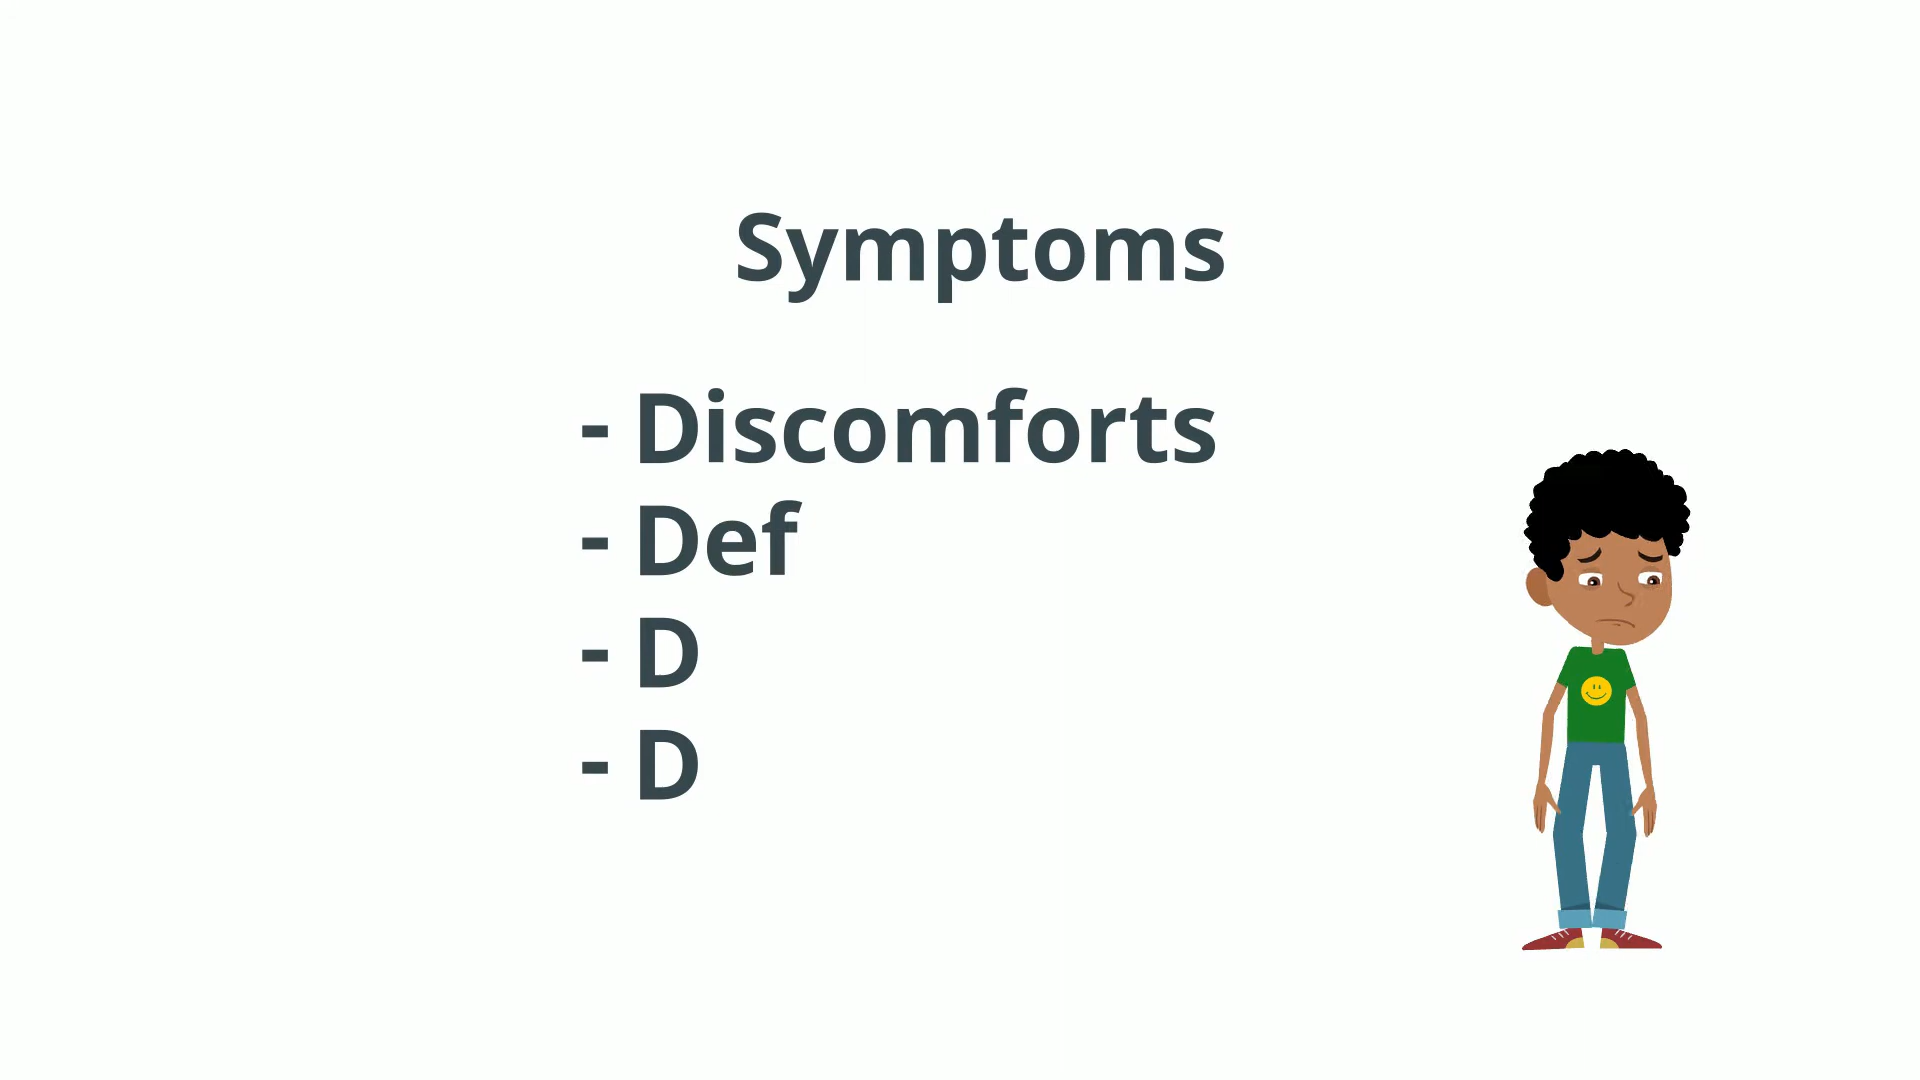 Symptoms
- Discomforts
- Def
- D
- D